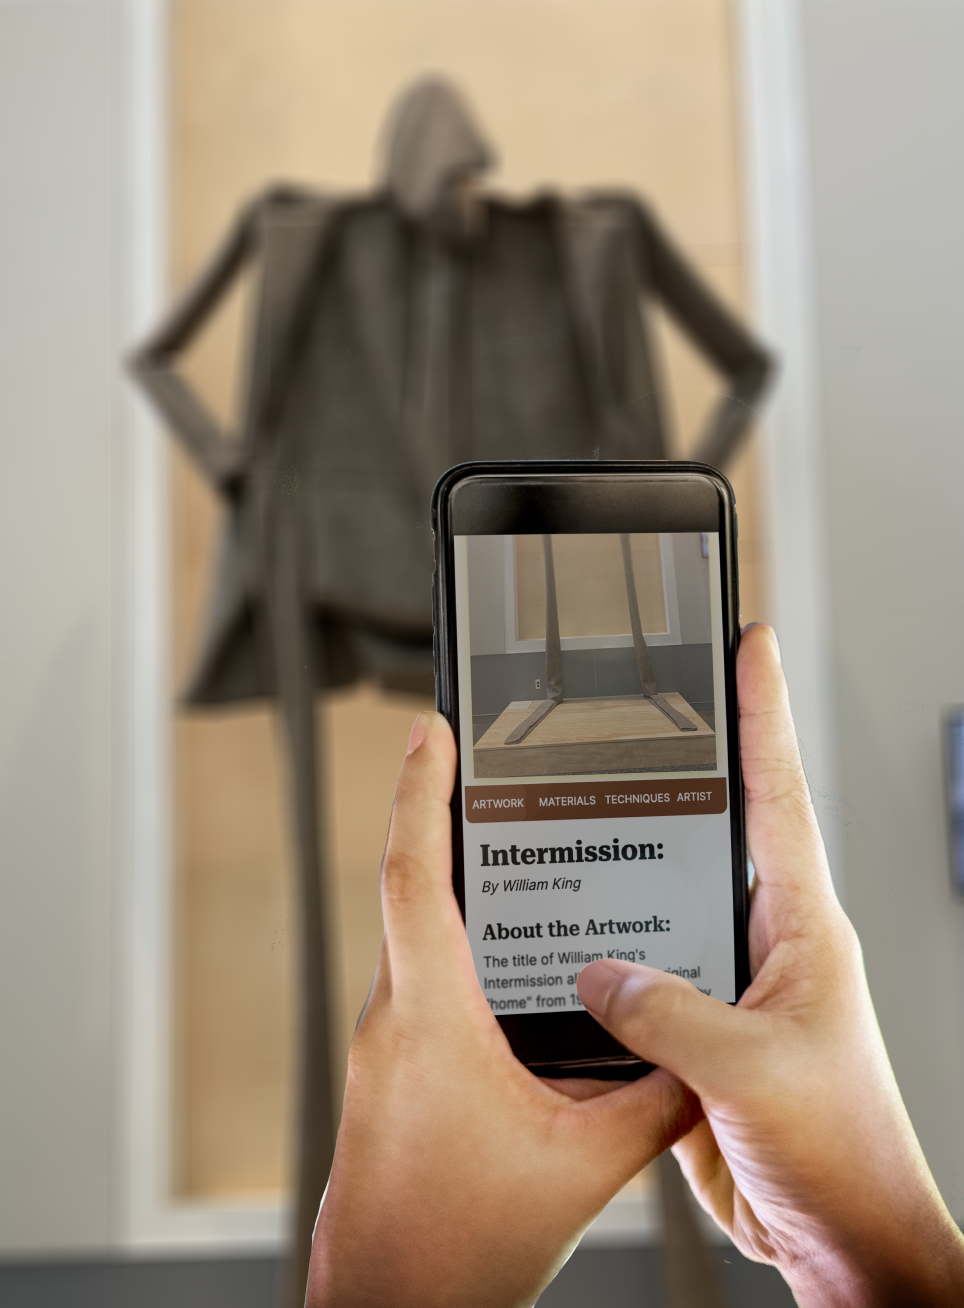 ARTWORK MATERIALS TECHNIQUES ARTIST
Intermission:
By William King
About the Artwork:
The title of William King's
Intermission
"home" from
by